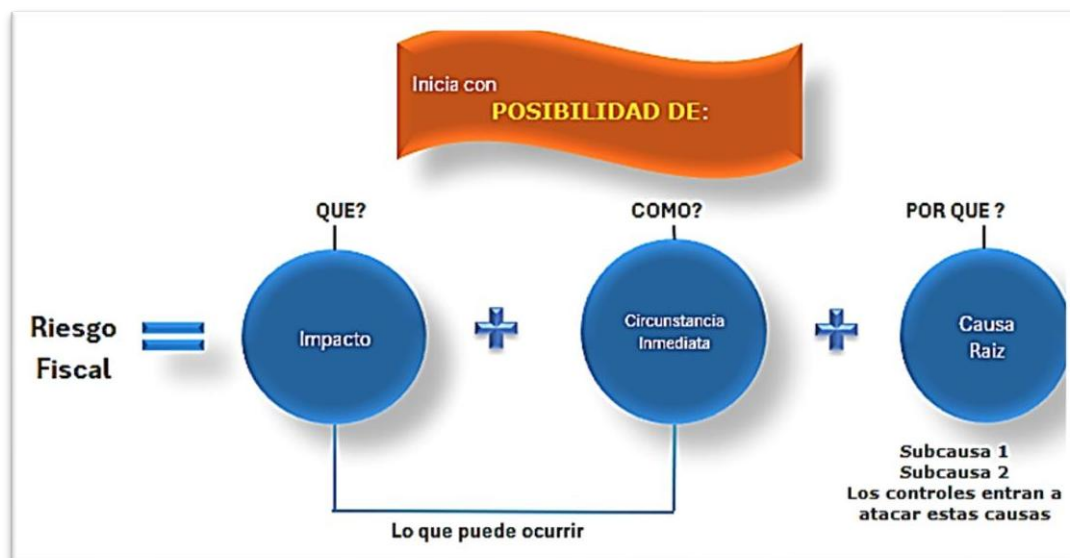 Inicia con
POSIBILIDAD DE:
QUE?
COMO?
POR QUE ?
Riesgo
Fiscal
Impacto
Circunstancia
Inmediata
Causa
Raiz
Subcausa 1
Subcausa 2
Los controles entran a
atacar estas causas
Lo que puede ocurrir